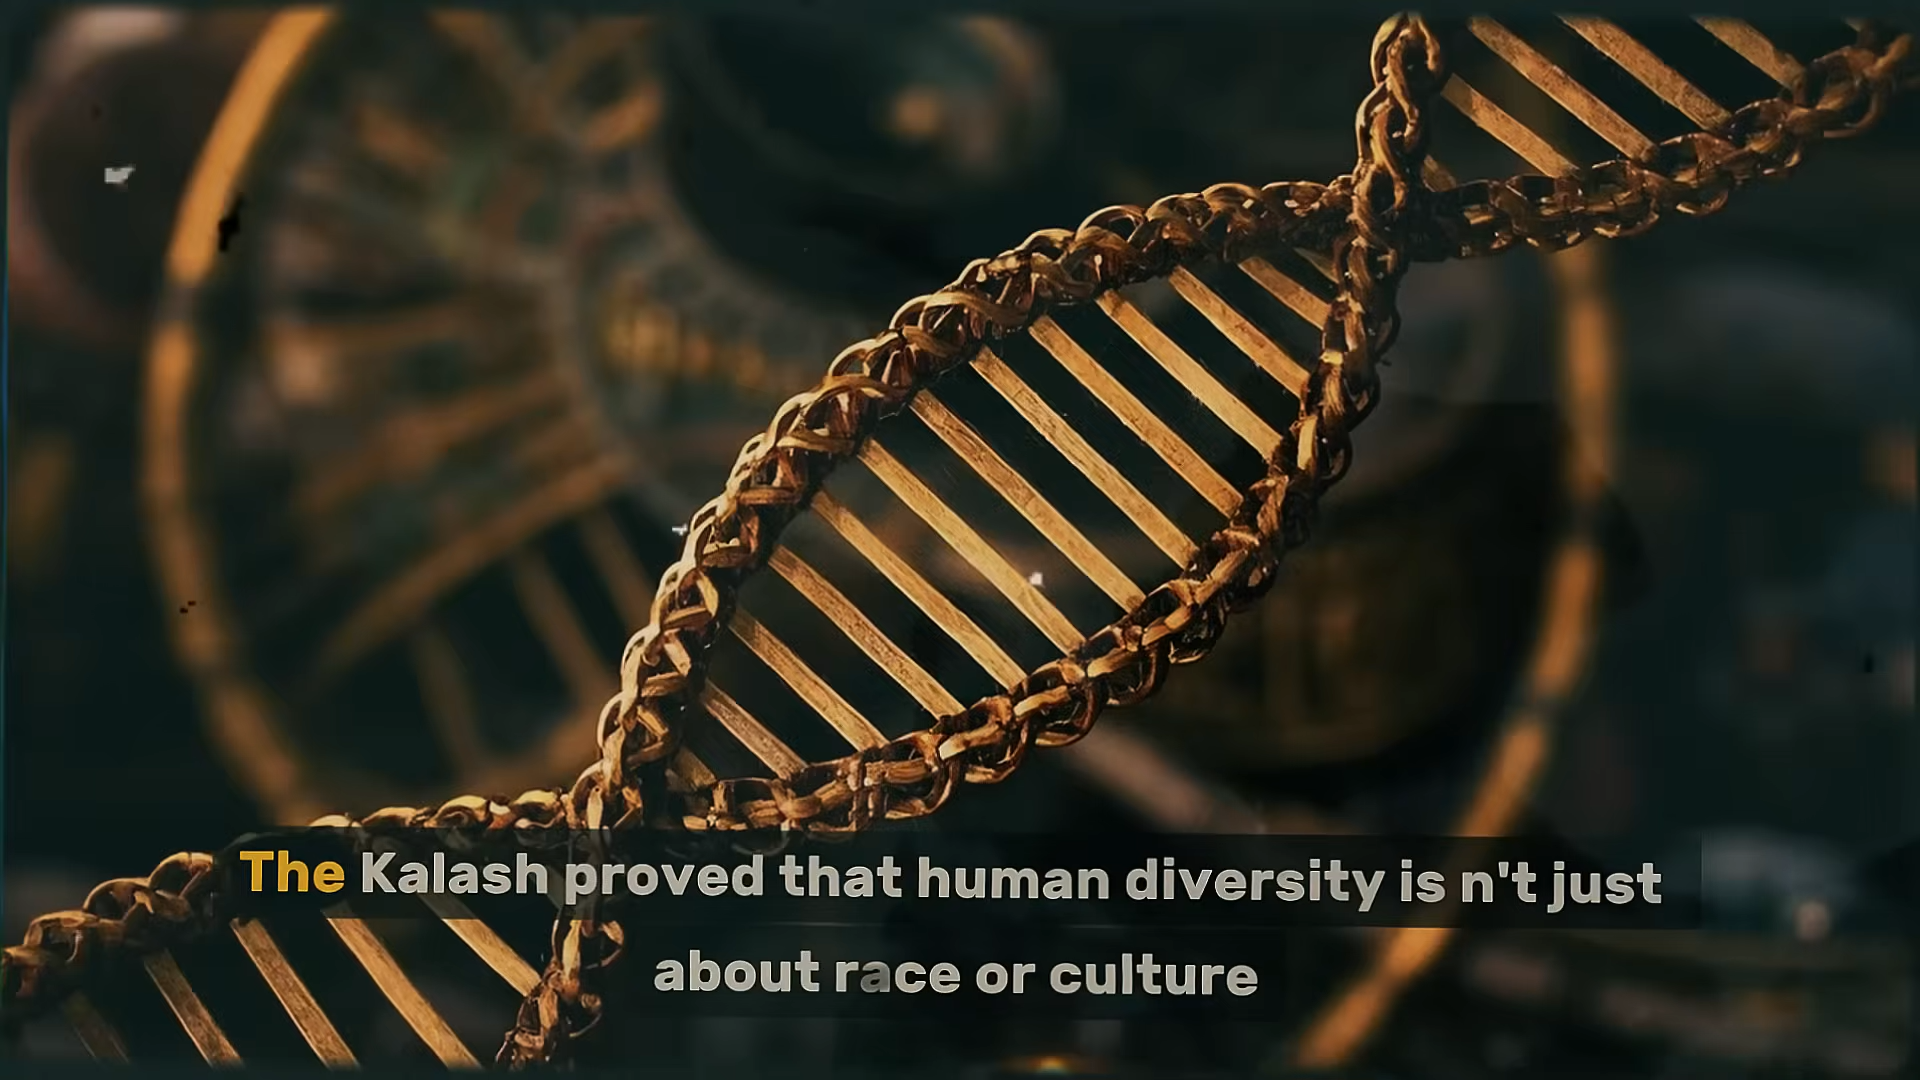 The Kalash proved that human diversity is n't just
about race or culture